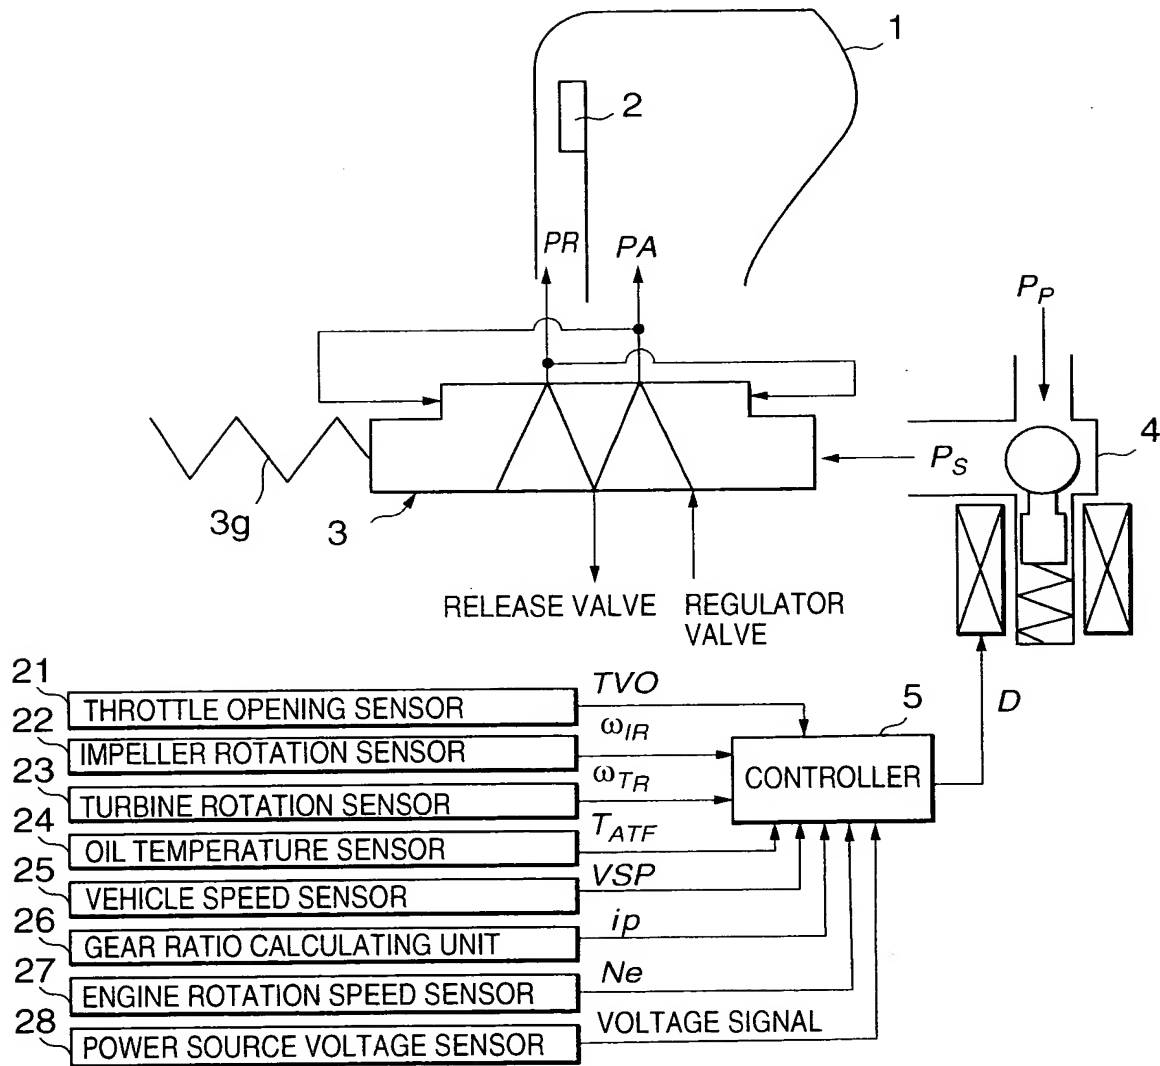 1
2
PR
PA
P_P
4
P_S
3g
3
RELEASE VALVE
REGULATOR
VALVE
21
THROTTLE OPENING SENSOR
TVO
5
D
22
IMPELLER ROTATION SENSOR
ω_IR
CONTROLLER
23
TURBINE ROTATION SENSOR
ω_TR
24
OIL TEMPERATURE SENSOR
T_ATF
25
VEHICLE SPEED SENSOR
VSP
26
GEAR RATIO CALCULATING UNIT
ip
27
ENGINE ROTATION SPEED SENSOR
Ne
28
POWER SOURCE VOLTAGE SENSOR
VOLTAGE SIGNAL